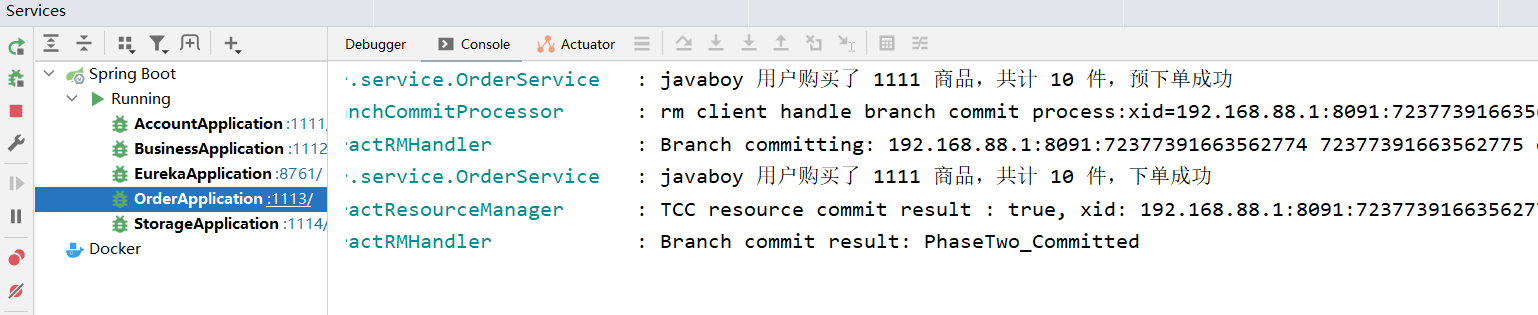 Services
Debugger Console Actuator
Spring Boot
Running
AccountApplication :1111/
BusinessApplication :1112
EurekaApplication :8761/
OrderApplication :1113/
StorageApplication :1114/
Docker
r.service.OrderService : javaboy 用户购买了 1111 商品，共计 10 件，预下单成功
anchCommitProcessor : rm client handle branch commit process:xid=192.168.88.1:8091:7237739166356
ractRMHandler : Branch committing: 192.168.88.1:8091:72377391663562774 72377391663562775
r.service.OrderService : javaboy 用户购买了 1111 商品，共计 10 件，下单成功
ractResourceManager : TCC resource commit result : true, xid: 192.168.88.1:8091:7237739166356277
ractRMHandler : Branch commit result: PhaseTwo_Committed